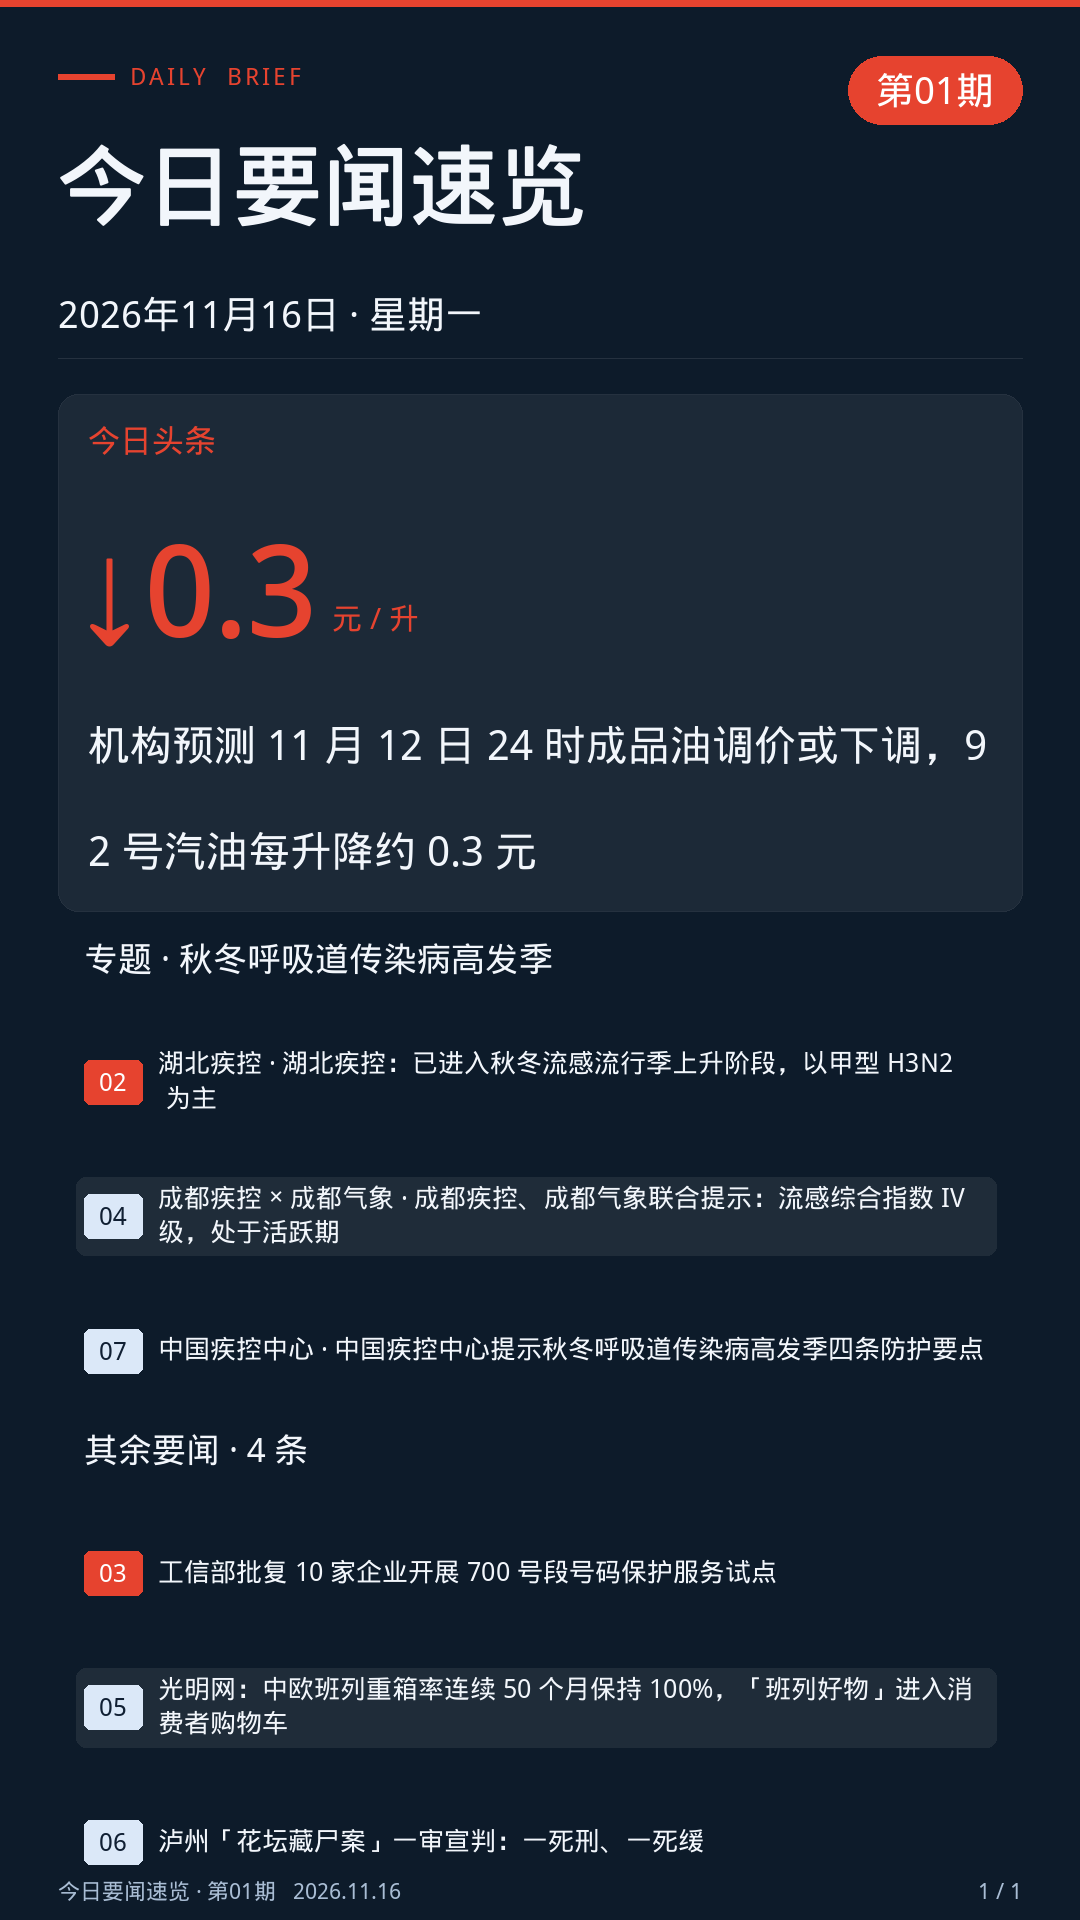 DAILY BRIEF
第01期
今日要闻速览
2026年11月16日 · 星期一
今日头条
↓0.3 元 / 升
机构预测 11 月 12 日 24 时成品油调价或下调，9
2 号汽油每升降约 0.3 元
专题 · 秋冬呼吸道传染病高发季
02 湖北疾控 · 湖北疾控：已进入秋冬流感流行季上升阶段，以甲型 H3N2
为主
04 成都疾控 × 成都气象 · 成都疾控、成都气象联合提示：流感综合指数 IV
级，处于活跃期
07 中国疾控中心 · 中国疾控中心提示秋冬呼吸道传染病高发季四条防护要点
其余要闻 · 4 条
03 工信部批复 10 家企业开展 700 号段号码保护服务试点
05 光明网：中欧班列重箱率连续 50 个月保持 100%，「班列好物」进入消
费者购物车
06 泸州「花坛藏尸案」一审宣判：一死刑、一死缓
今日要闻速览 · 第01期 2026.11.16
1 / 1